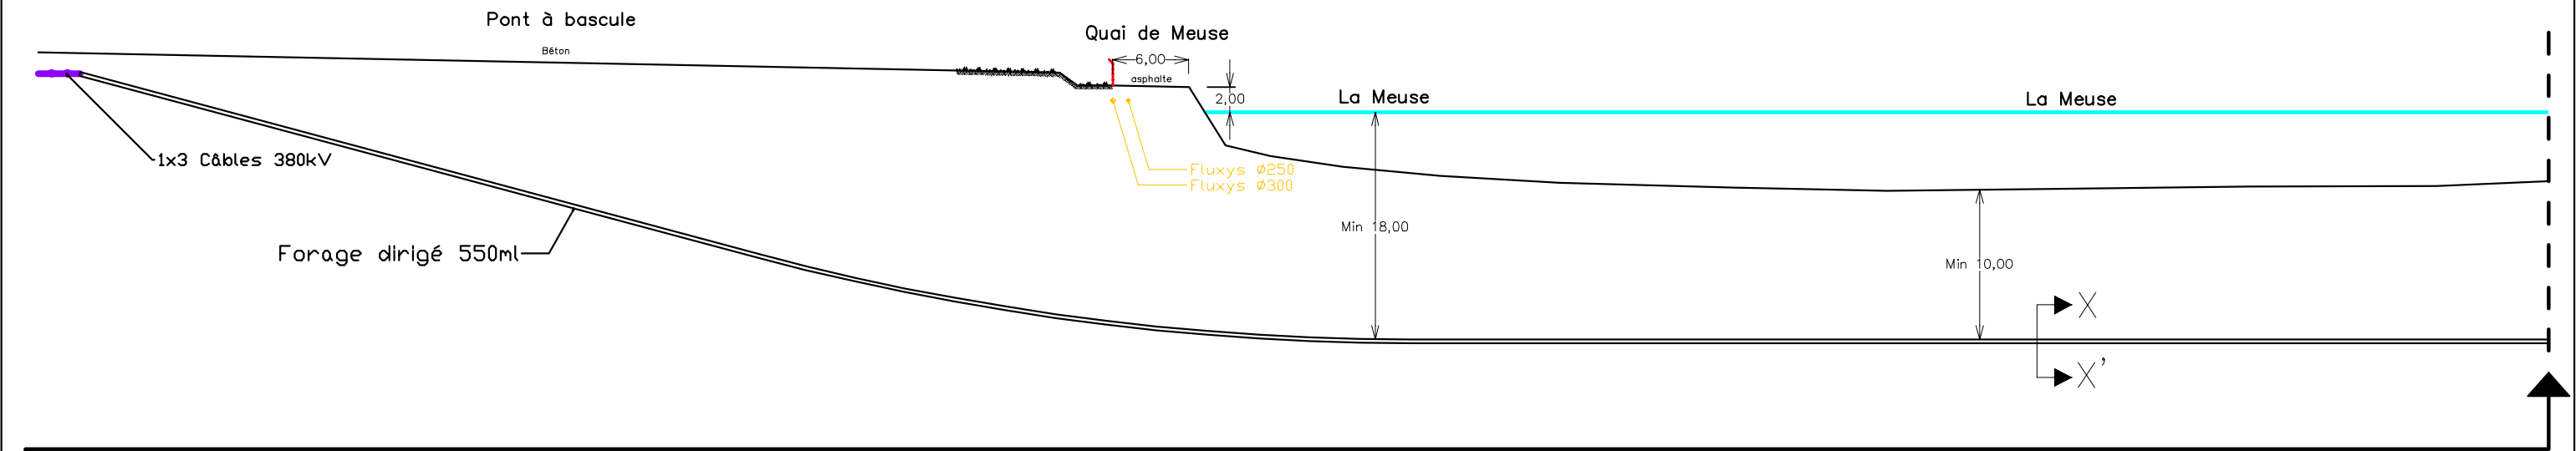 Pont à bascule
Béton
Quai de Meuse
6,00
asphalte
2,00
La Meuse
La Meuse
1x3 Câbles 380kV
Fluxys Ø250
Fluxys Ø300
Forage dirigé 550ml
Min 18,00
Min 10,00
X
X'